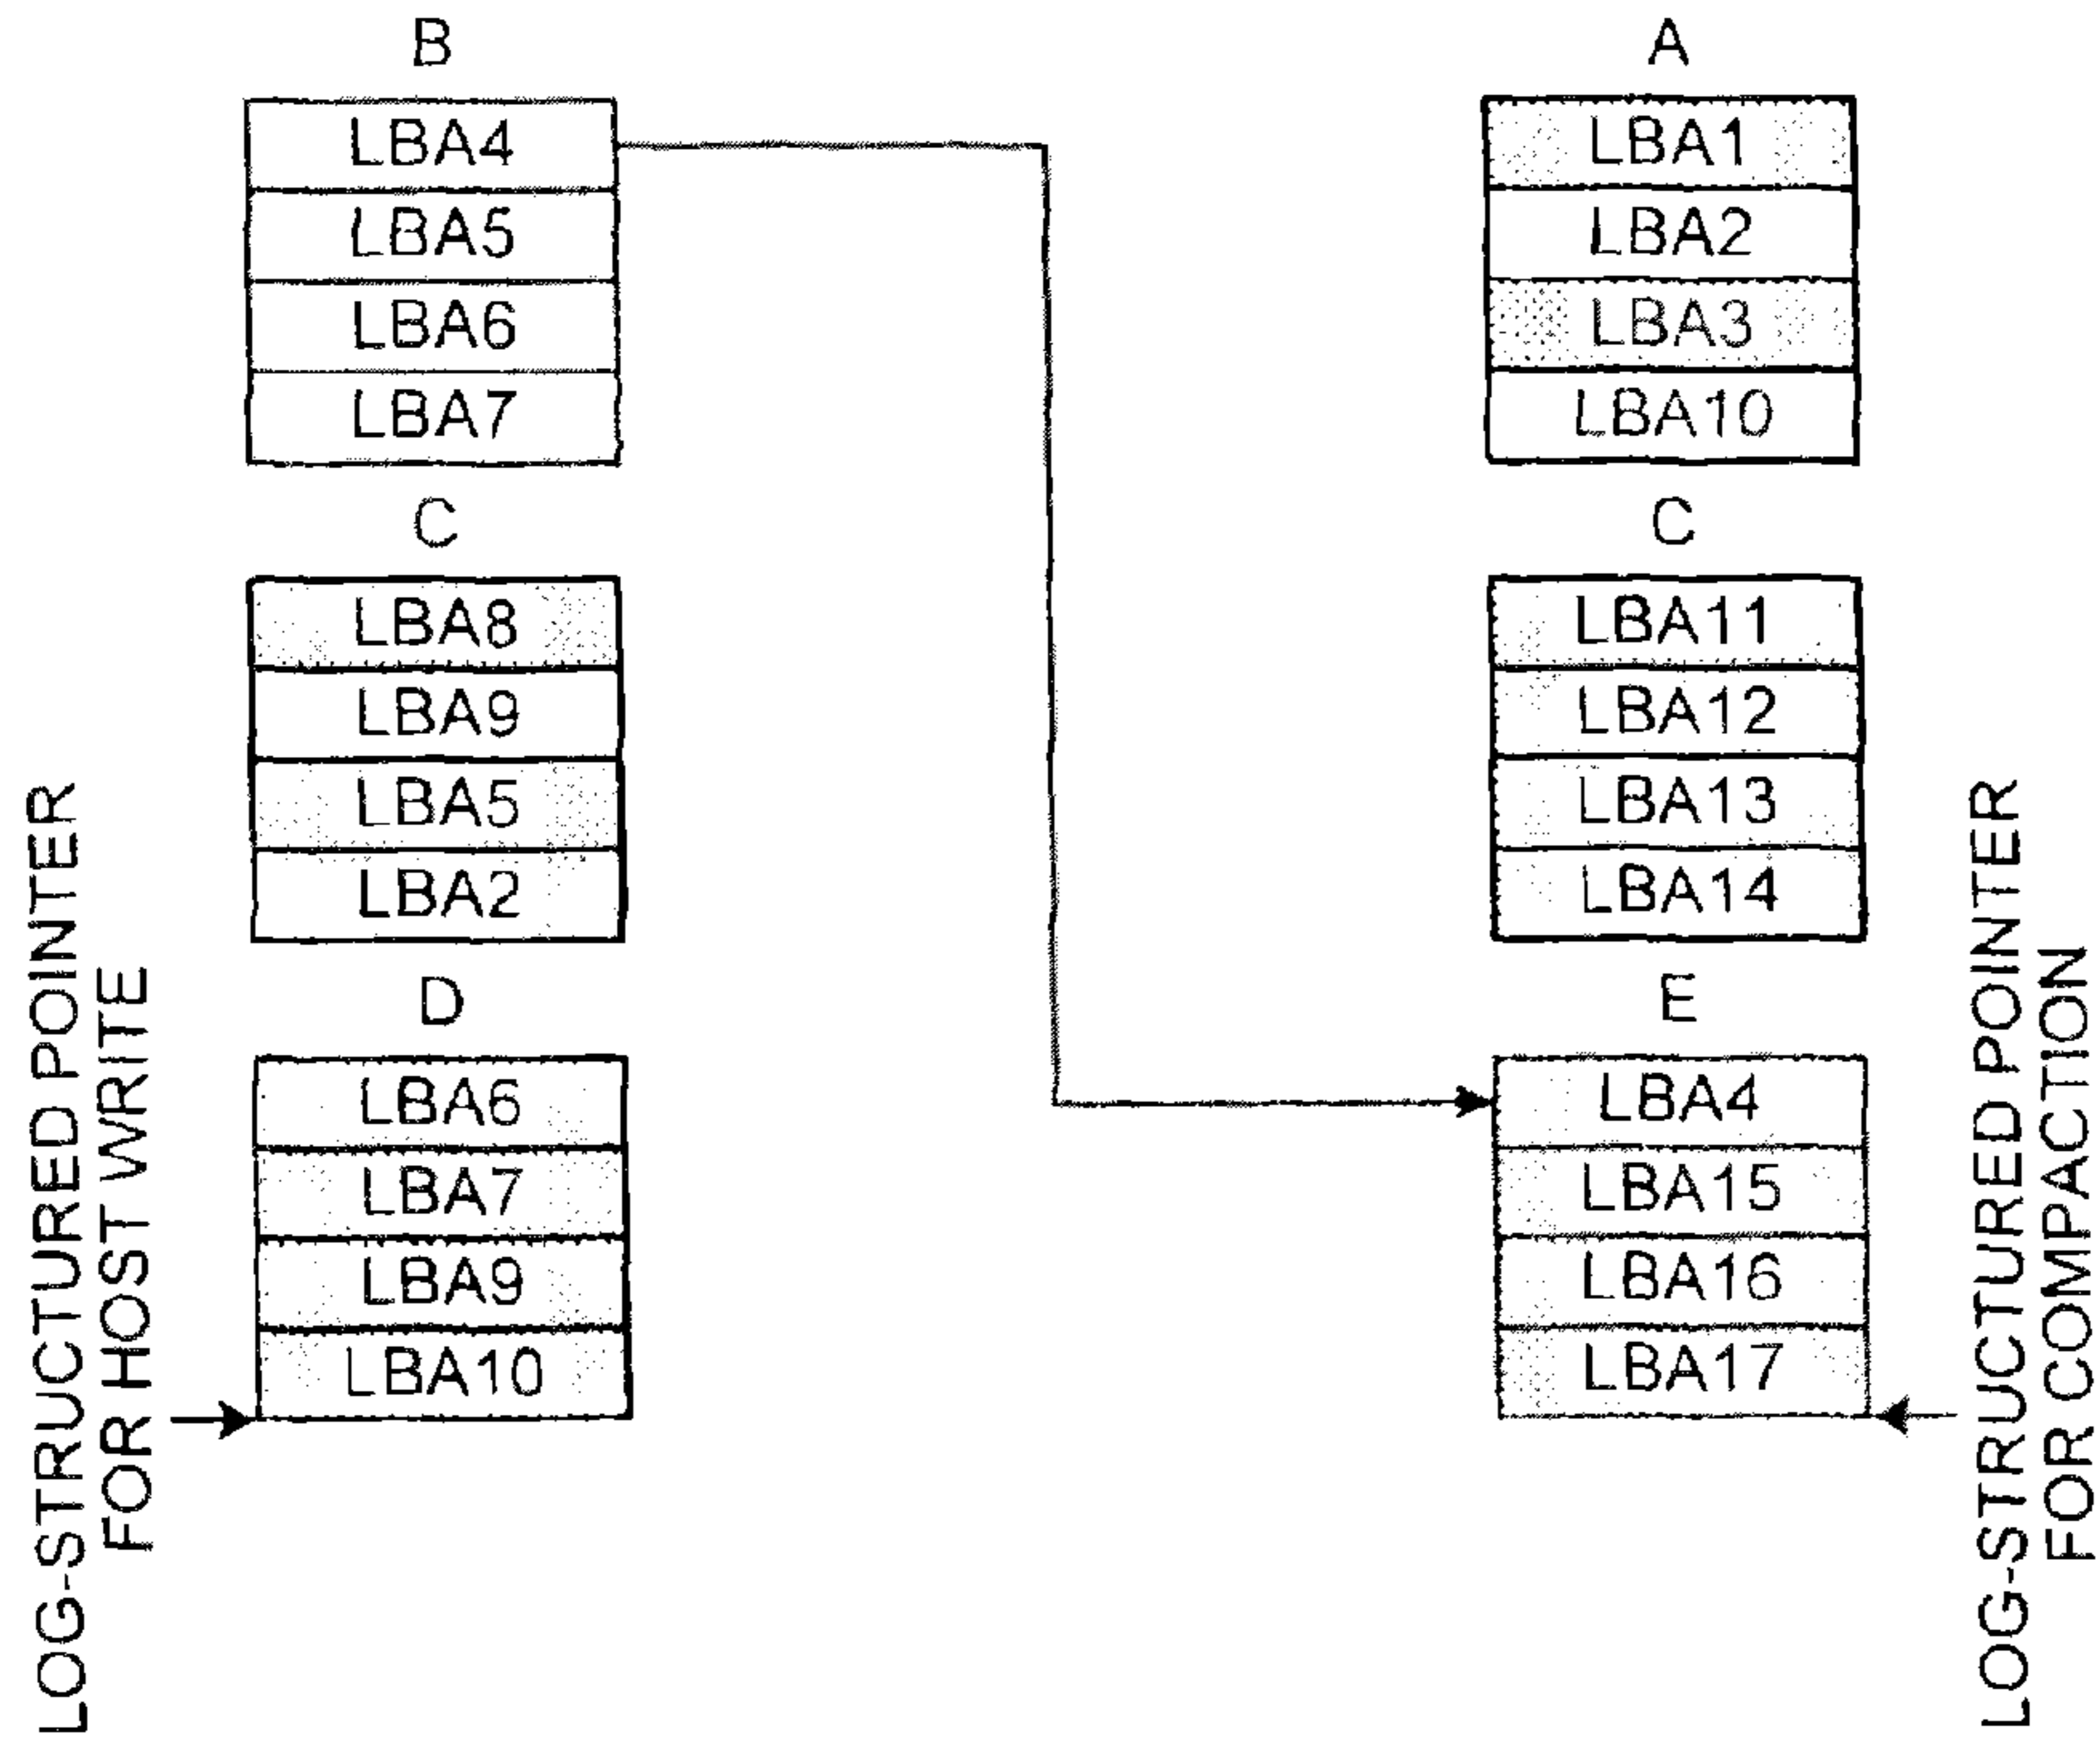 B
LBA4
LBA5
LBA6
LBA7
C
LBA8
LBA9
LBA5
LBA2
D
LBA6
LBA7
LBA9
LBA10
LOG-STRUCTURED POINTER
FOR HOST WRITE
A
LBA1
LBA2
LBA3
LBA10
C
LBA11
LBA12
LBA13
LBA14
E
LBA4
LBA15
LBA16
LBA17
LOG-STRUCTURED POINTER
FOR COMPACTION